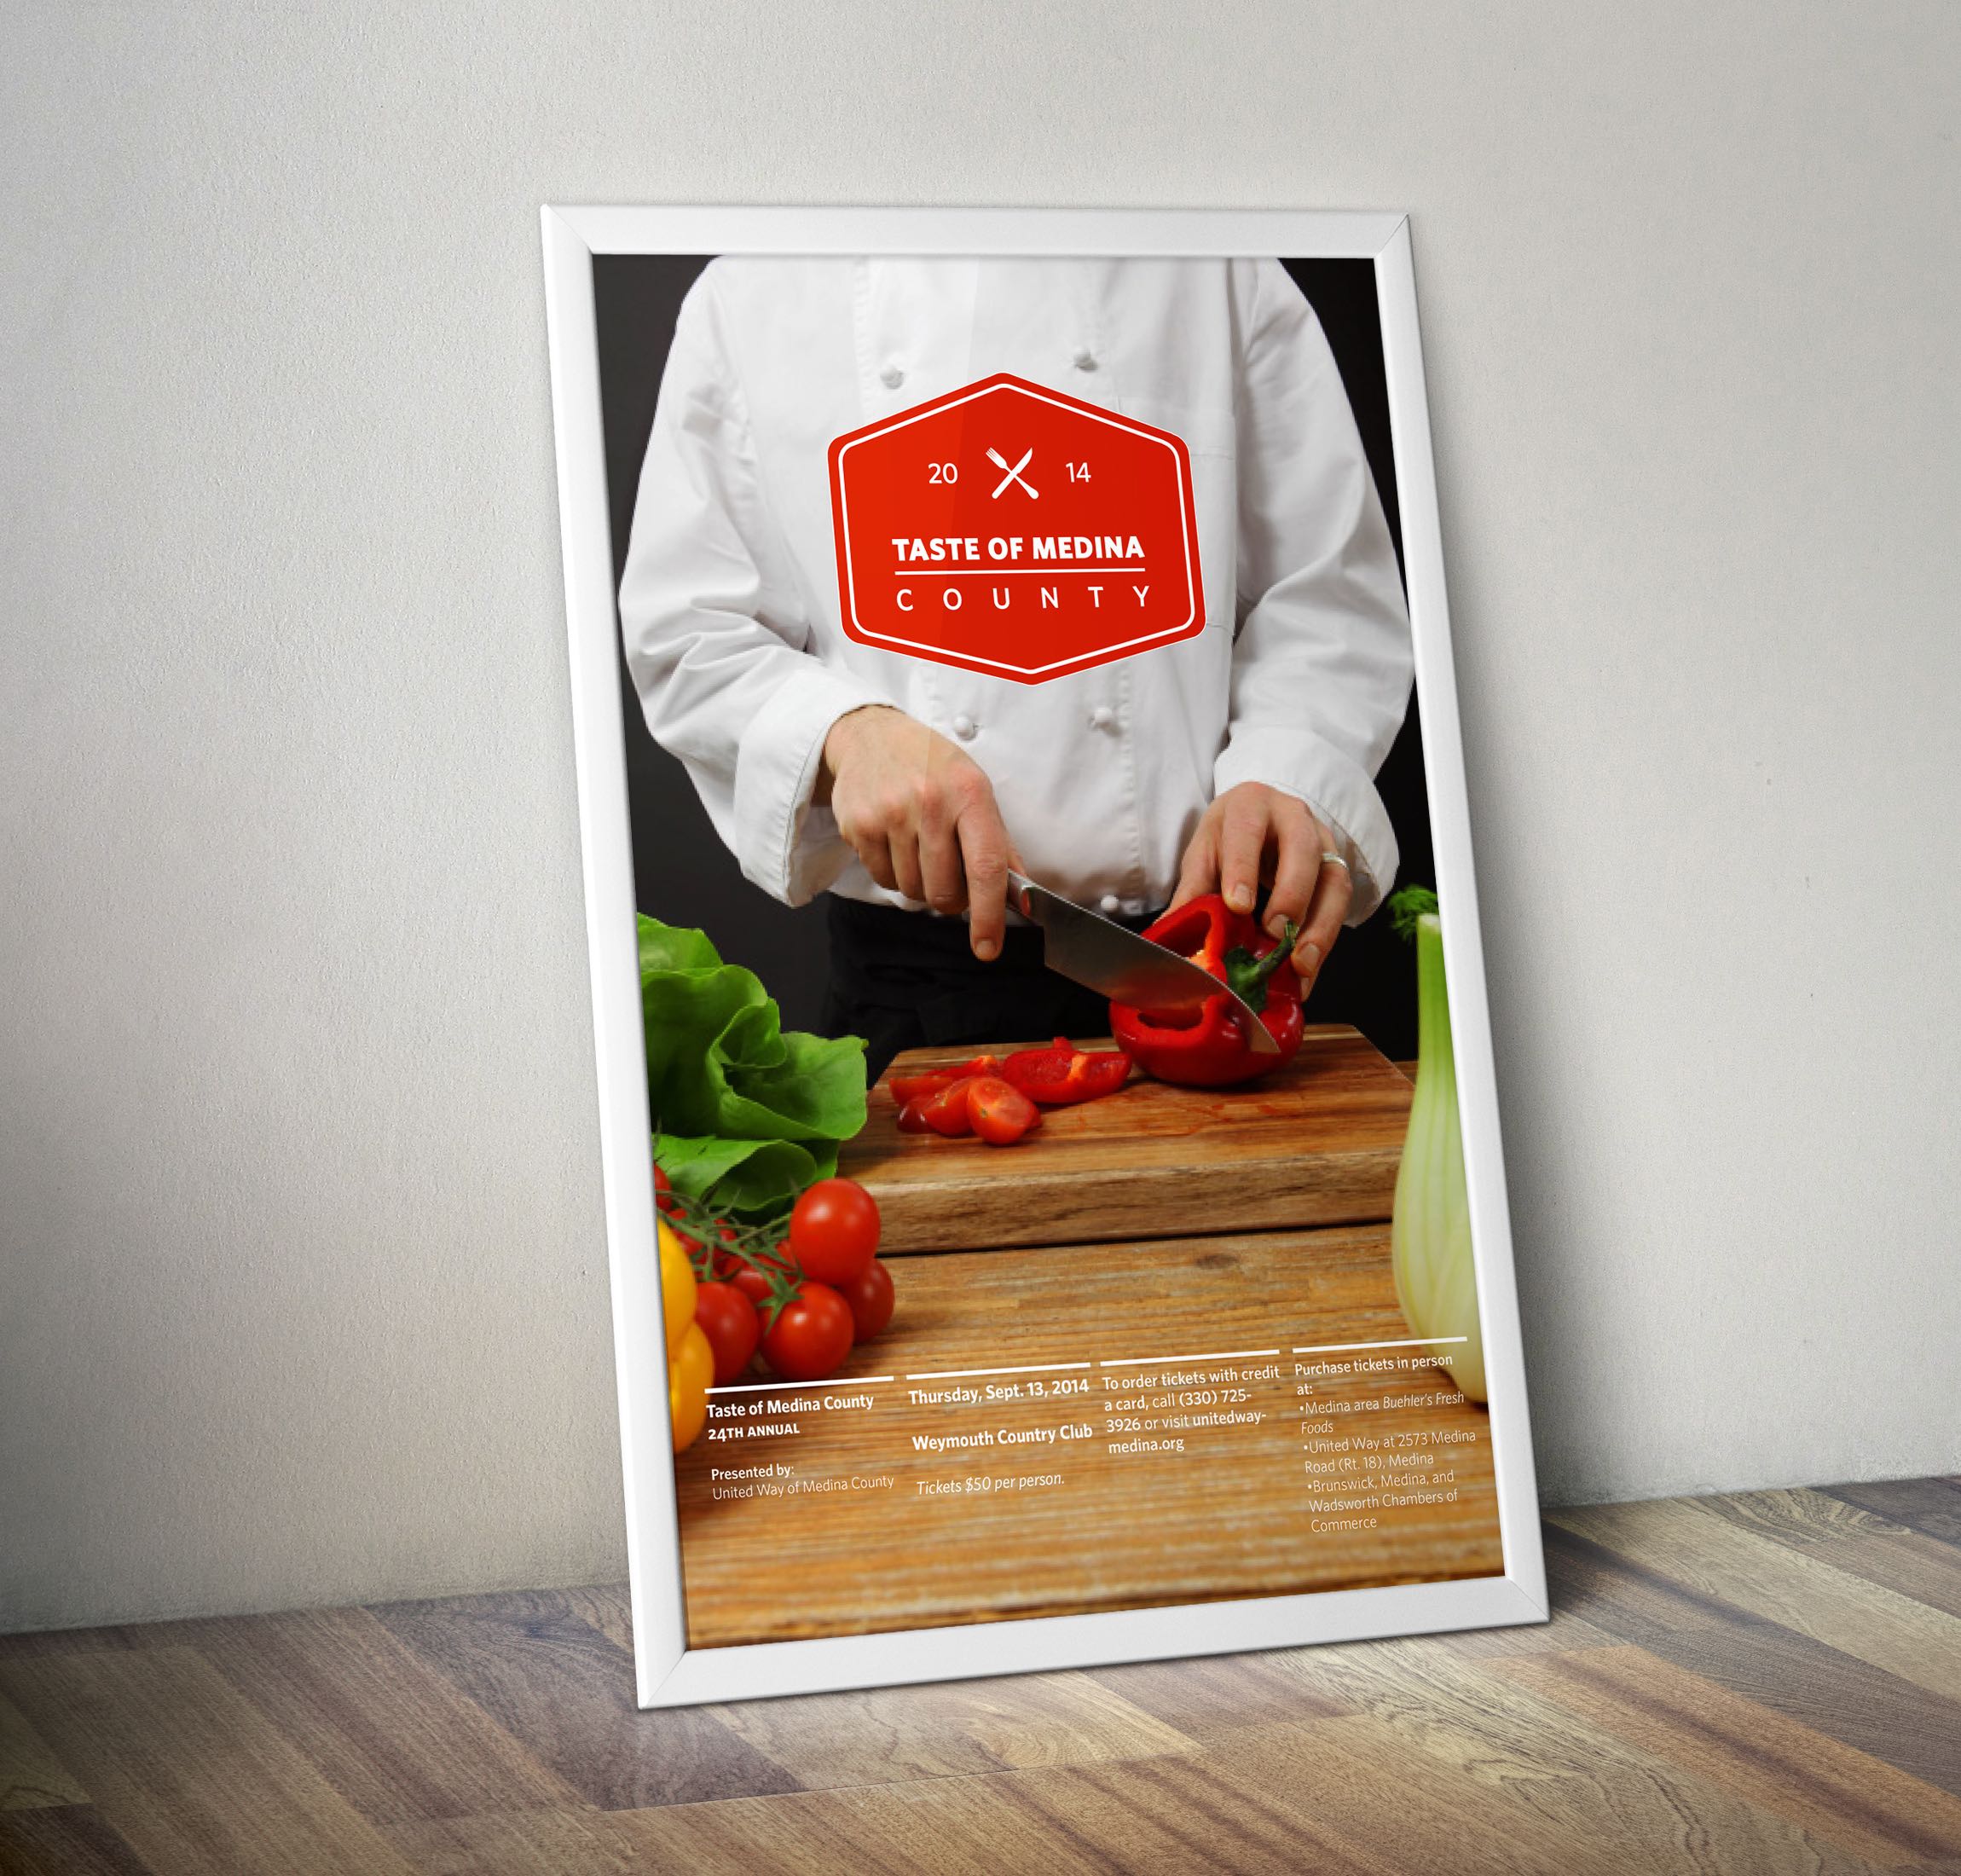 20 14
TASTE OF MEDINA
COUNTY
Taste of Medina County
24TH ANNUAL
Presented by:
United Way of Medina County
Thursday, Sept. 13, 2014
Weymouth Country Club
Tickets $50 per person.
To order tickets with credit
a card, call (330) 725-
3926 or visit unitedway-
medina.org
Purchase tickets in person
at:
•Medina area Buehler's Fresh
Foods
•United Way at 2573 Medina
Road (Rt. 18), Medina
•Brunswick, Medina, and
Wadsworth Chambers of
Commerce